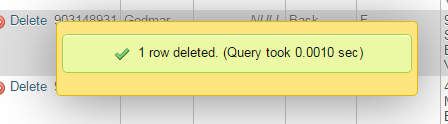 Delete 903148931 Godmar NULL Back F
1 row deleted. (Query took 0.0010 sec)
Delete